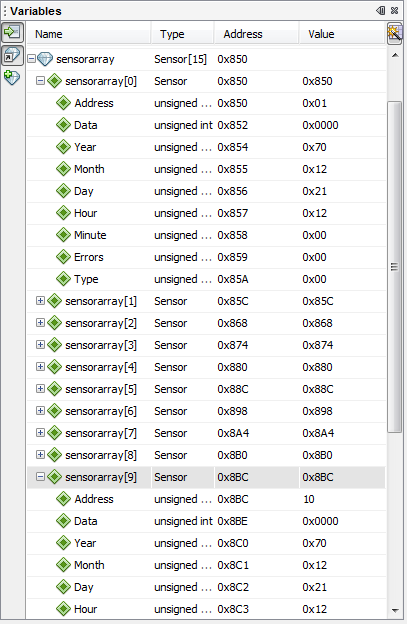 Variables
Name Type Address Value
sensorarray Sensor[15] 0x850
sensorarray[0] Sensor 0x850 0x850
Address unsigned ... 0x850 0x01
Data unsigned int 0x852 0x0000
Year unsigned ... 0x854 0x70
Month unsigned ... 0x855 0x12
Day unsigned ... 0x856 0x21
Hour unsigned ... 0x857 0x12
Minute unsigned ... 0x858 0x00
Errors unsigned ... 0x859 0x00
Type unsigned ... 0x85A 0x00
sensorarray[1] Sensor 0x85C 0x85C
sensorarray[2] Sensor 0x868 0x868
sensorarray[3] Sensor 0x874 0x874
sensorarray[4] Sensor 0x880 0x880
sensorarray[5] Sensor 0x88C 0x88C
sensorarray[6] Sensor 0x898 0x898
sensorarray[7] Sensor 0x8A4 0x8A4
sensorarray[8] Sensor 0x8B0 0x8B0
sensorarray[9] Sensor 0x8BC 0x8BC
Address unsigned ... 0x8BC 10
Data unsigned int 0x8BE 0x0000
Year unsigned ... 0x8C0 0x70
Month unsigned ... 0x8C1 0x12
Day unsigned ... 0x8C2 0x21
Hour unsigned ... 0x8C3 0x12